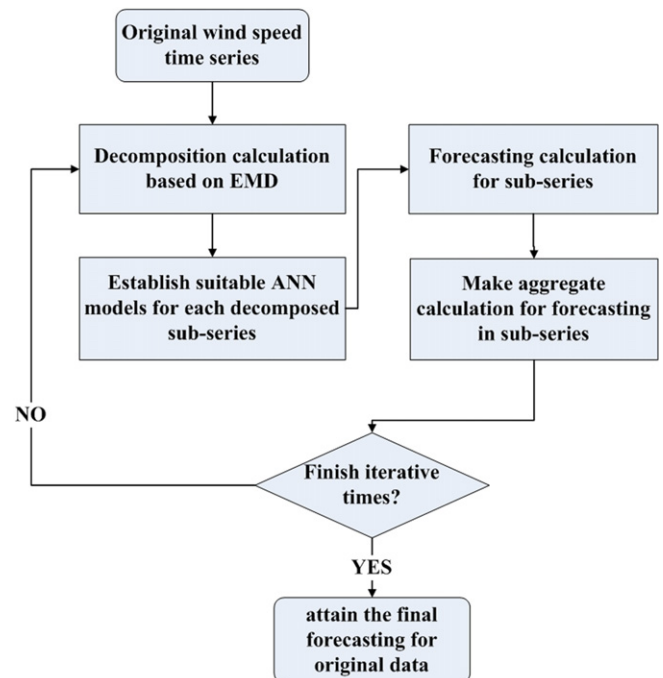 Original wind speed
time series
Decomposition calculation
based on EMD
Establish suitable ANN
models for each decomposed
sub-series
Forecasting calculation
for sub-series
Make aggregate
calculation for forecasting
in sub-series
NO
Finish iterative
times?
YES
attain the final
forecasting for
original data